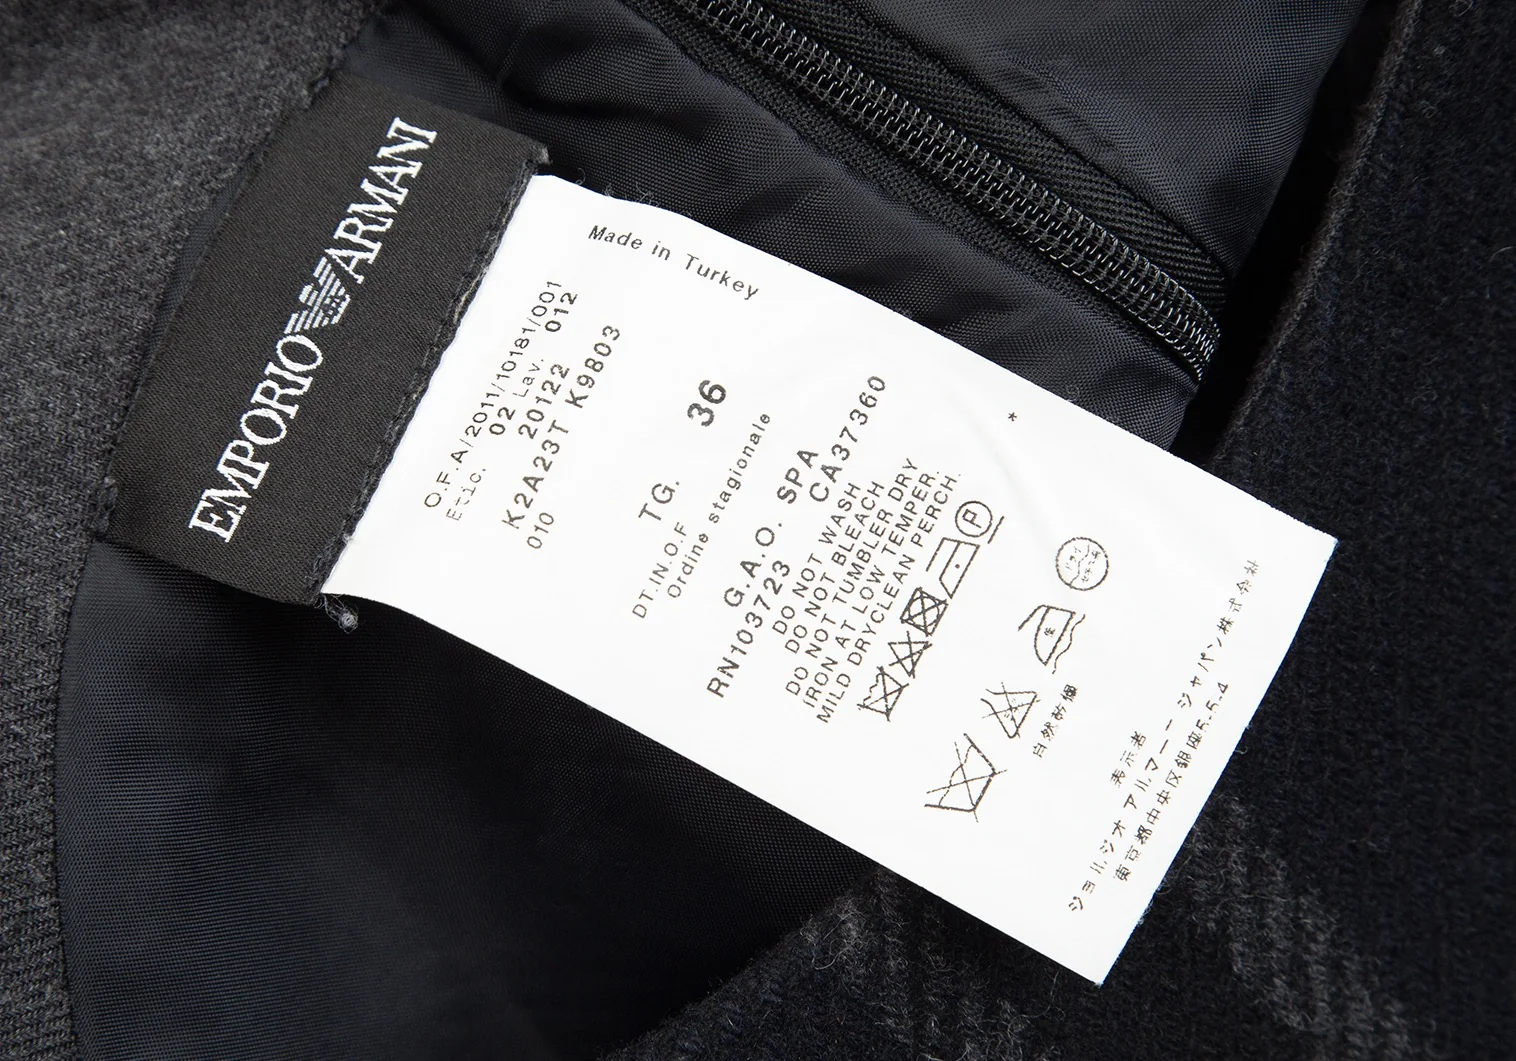 EMPORIO ARMANI
Made in Turkey
O.F.A/2011/10181/001
Etic. 02 Lav. 012
20122
K2A23T K9803
010
TG. 36
DT.IN.O.F
Ordine stagionale
G.A.O. SPA
RN103723 CA37360
DO NOT WASH
DO NOT BLEACH
DO NOT TUMBLER DRY
IRON AT LOW TEMPER.
MILD DRYCLEAN PERCH.
P
*
自然乾燥
表示者
ジョルジオ アルマーニ ジャパン株式会社
東京都中央区銀座5.5.4